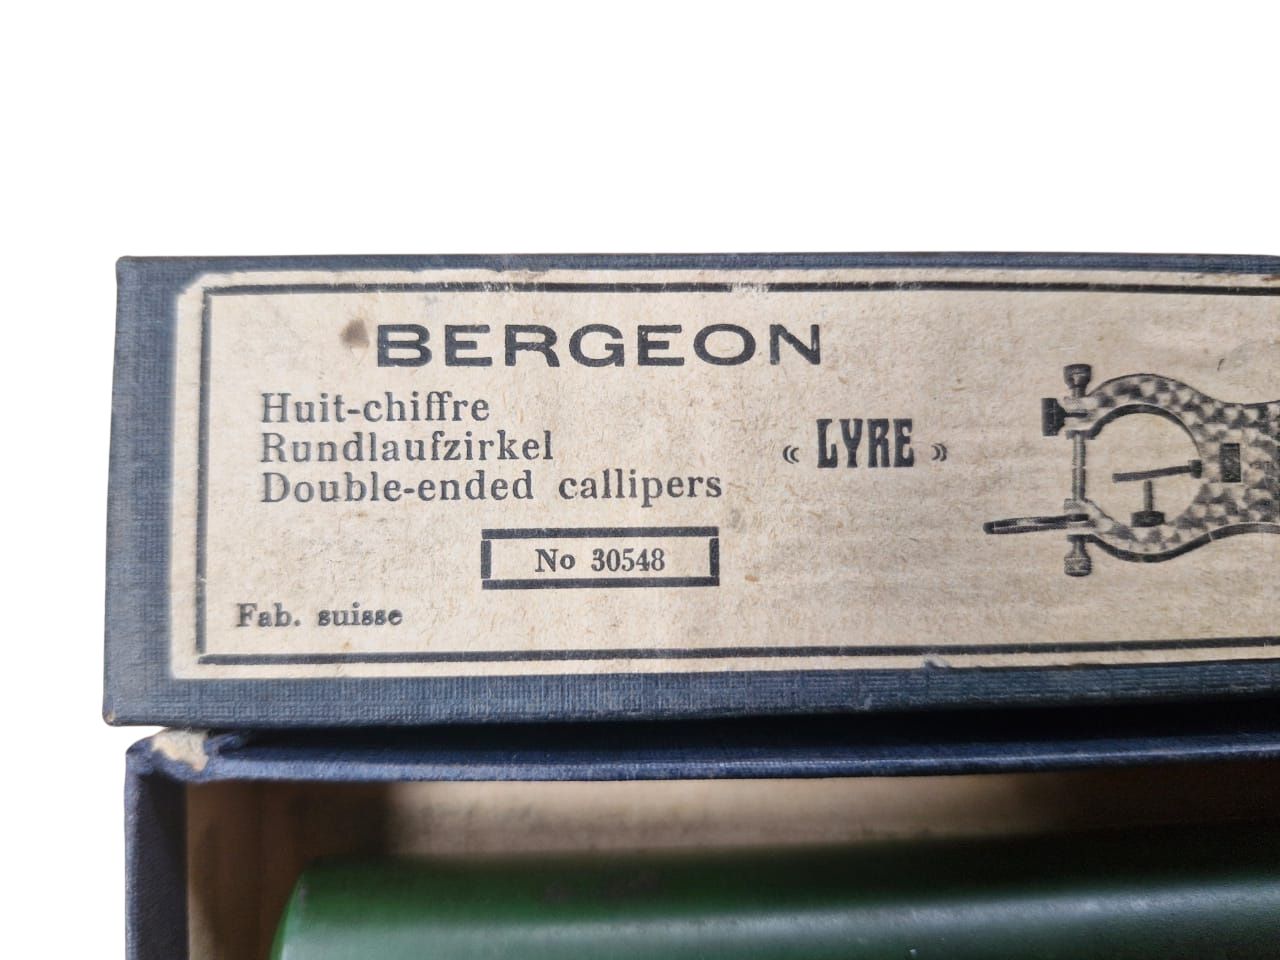 BERGEON
Huit-chiffre
Rundlaufzirkel
Double-ended callipers
« LYRE »
No 30548
Fab. suisse